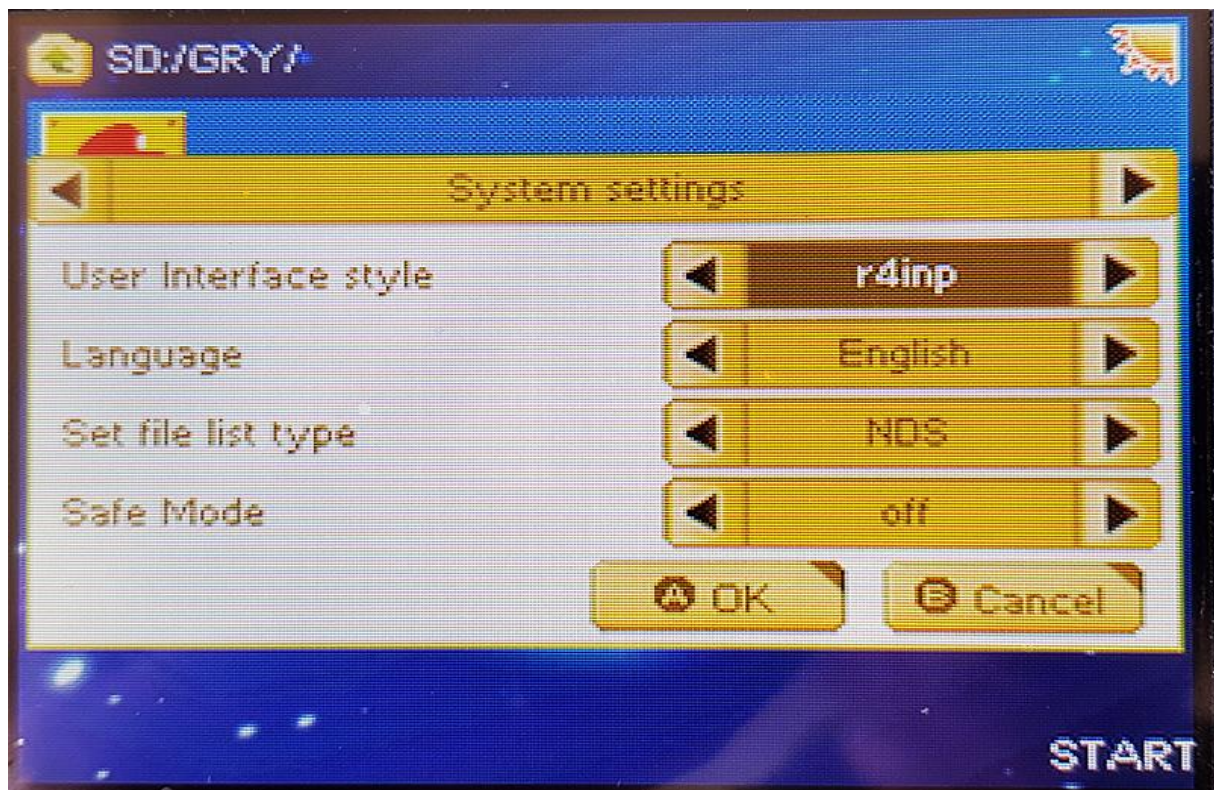 SD:/GRY/
System settings
User Interface style r4inp
Language English
Set file list type NDS
Safe Mode off
A OK B Cancel
START